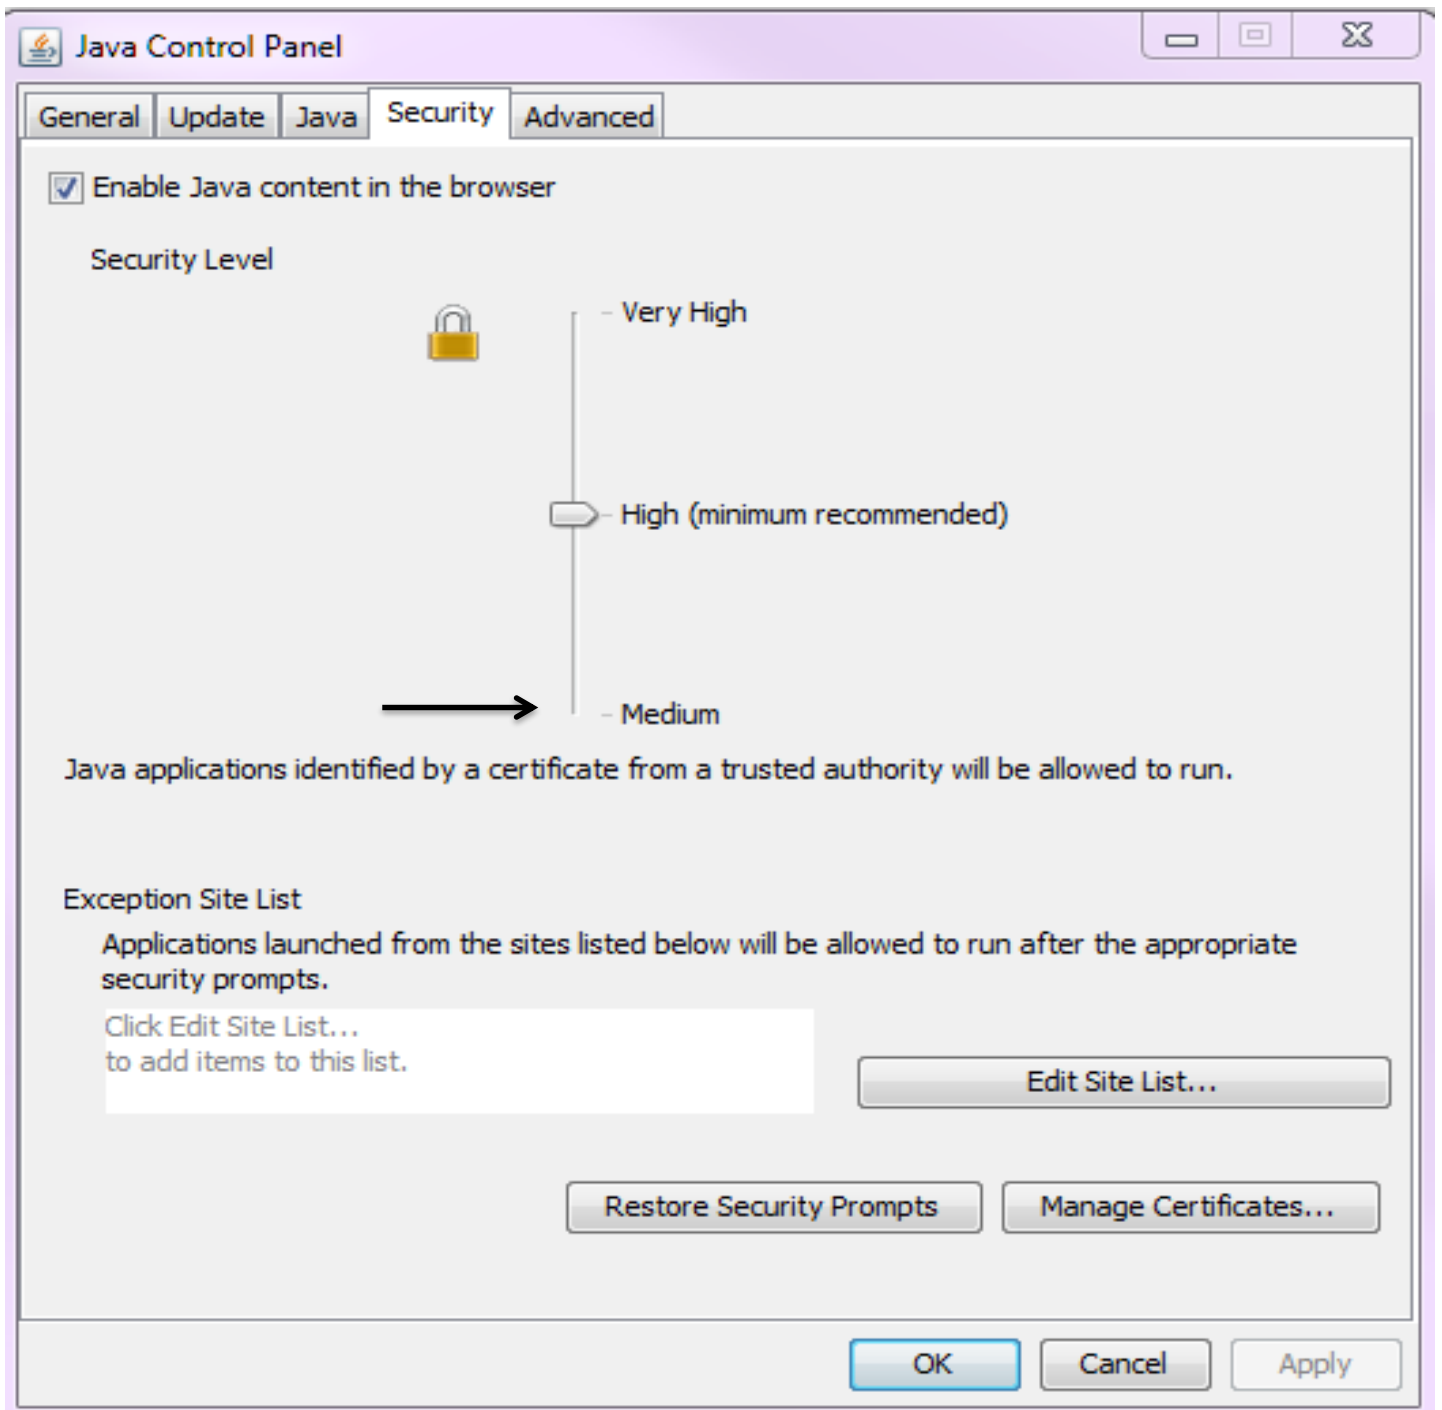 Java Control Panel
General Update Java Security Advanced
Enable Java content in the browser
Security Level
Very High
High (minimum recommended)
Medium
Java applications identified by a certificate from a trusted authority will be allowed to run.
Exception Site List
Applications launched from the sites listed below will be allowed to run after the appropriate
security prompts.
Click Edit Site List...
to add items to this list.
Edit Site List...
Restore Security Prompts Manage Certificates...
OK Cancel Apply